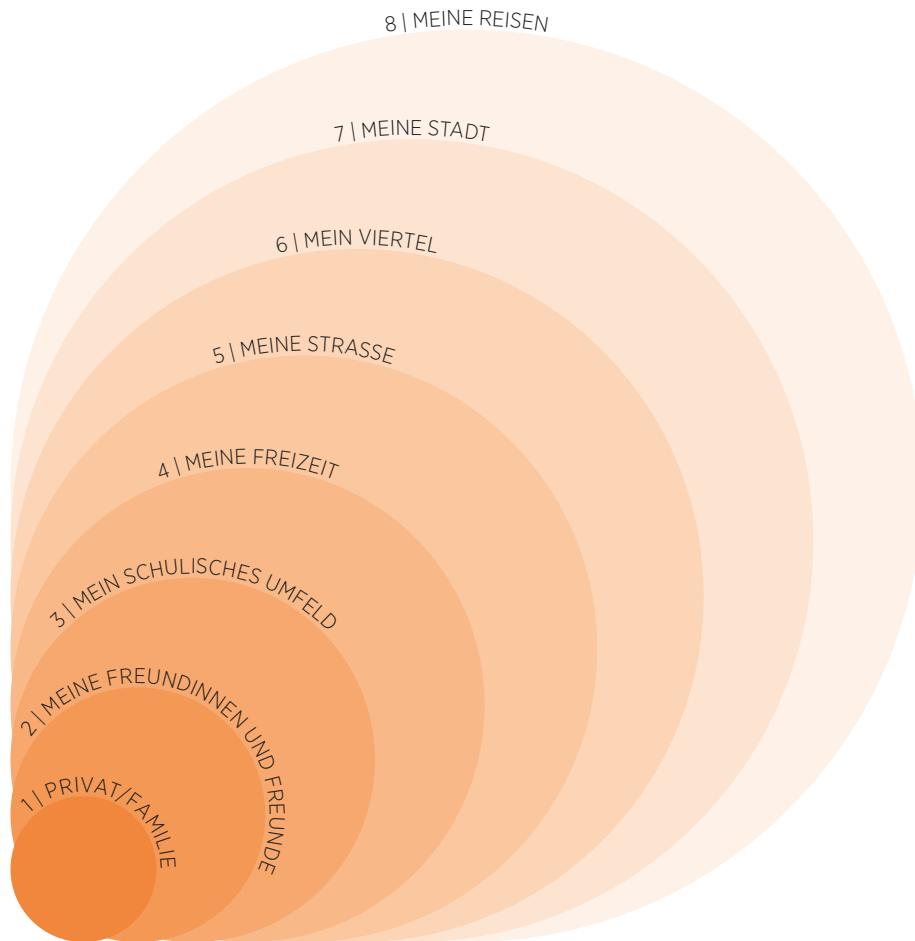 8 | MEINE REISEN
7 | MEINE STADT
6 | MEIN VIERTEL
5 | MEINE STRASSE
4 | MEINE FREIZEIT
3 | MEIN SCHULISCHES UMFELD
2 | MEINE FREUNDINNEN UND FREUNDE
1 | PRIVAT/FAMILIE